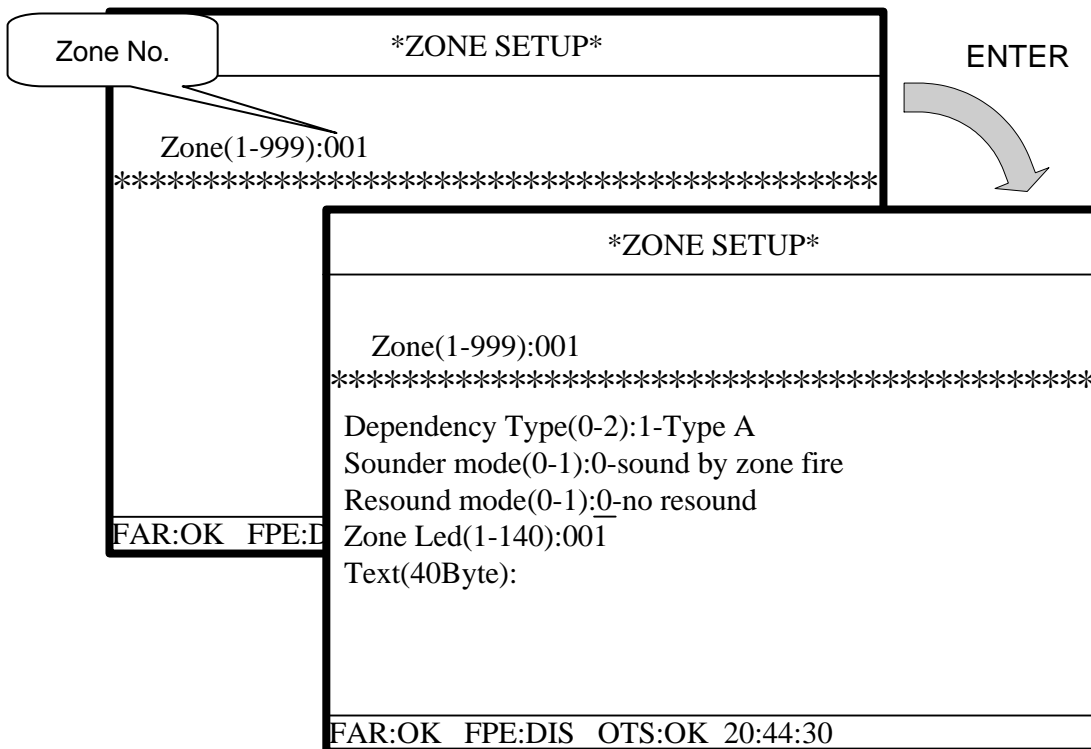 Zone No.
*ZONE SETUP*
ENTER
Zone(1-999):001
*******************************************
FAR:OK FPE:D
*ZONE SETUP*
Zone(1-999):001
*******************************************
Dependency Type(0-2):1-Type A
Sounder mode(0-1):0-sound by zone fire
Resound mode(0-1):0-no resound
Zone Led(1-140):001
Text(40Byte):
FAR:OK FPE:DIS OTS:OK 20:44:30